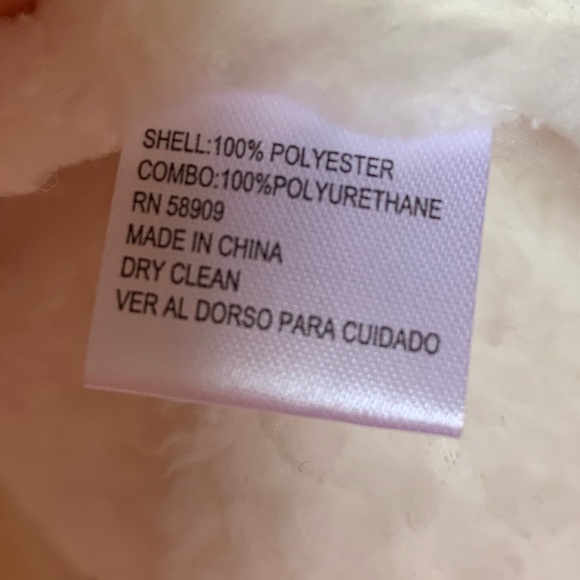 SHELL:100% POLYESTER
COMBO:100%POLYURETHANE
RN 58909
MADE IN CHINA
DRY CLEAN
VER AL DORSO PARA CUIDADO